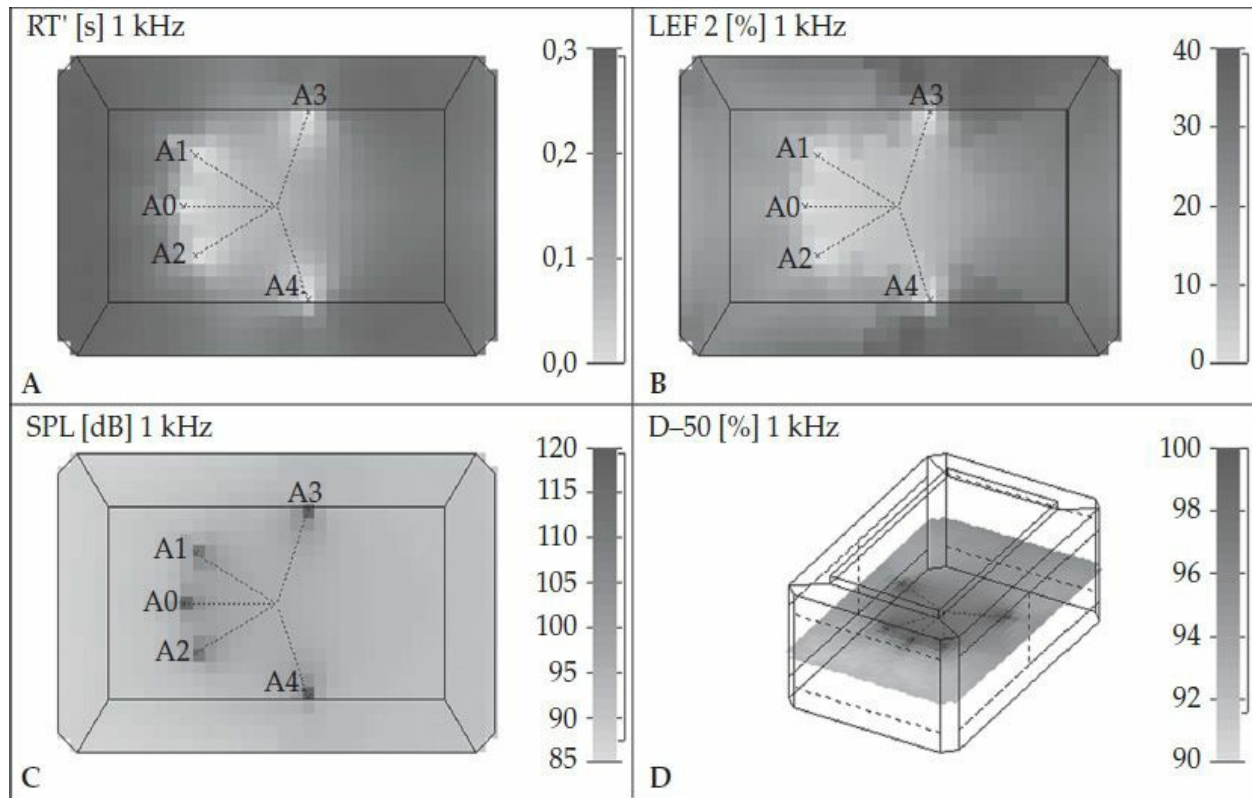 RT' [s] 1 kHz
0,3
0,2
0,1
0,0
A3
A1
A0
A2
A4
A
LEF 2 [%] 1 kHz
40
30
20
10
0
A3
A1
A0
A2
A4
B
SPL [dB] 1 kHz
120
115
110
105
100
95
90
85
A3
A1
A0
A2
A4
C
D–50 [%] 1 kHz
100
98
96
94
92
90
D